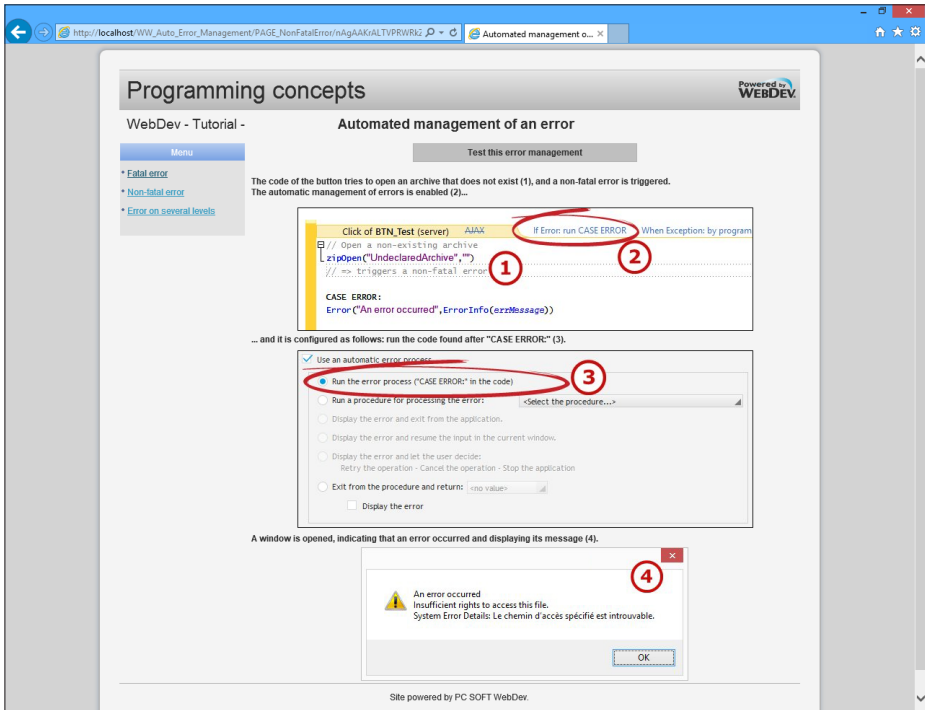 http://localhost/WW_Auto_Error_Management/PAGE_NonFatalError/nAgAAKrALTVPRWRk2
Automated management o...
Programming concepts
Powered by
WEBDEV.
WebDev - Tutorial -
Automated management of an error
Menu
Test this error management
Fatal error
Non-fatal error
Error on several levels
The code of the button tries to open an archive that does not exist (1), and a non-fatal error is triggered.
The automatic management of errors is enabled (2)...
Click of BTN_Test (server) AJAX If Error: run CASE ERROR When Exception: by program
// Open a non-existing archive
zipOpen("UndeclaredArchive","")
// => triggers a non-fatal error
1
2
CASE ERROR:
Error("An error occurred",ErrorInfo(errMessage))
... and it is configured as follows: run the code found after "CASE ERROR:" (3).
Use an automatic error process
Run the error process ("CASE ERROR:" in the code)
3
Run a procedure for processing the error: <Select the procedure...>
Display the error and exit from the application.
Display the error and resume the input in the current window.
Display the error and let the user decide:
Retry the operation - Cancel the operation - Stop the application
Exit from the procedure and return: <no value>
Display the error
A window is opened, indicating that an error occurred and displaying its message (4).
4
An error occurred
Insufficient rights to access this file.
System Error Details: Le chemin d'accès spécifié est introuvable.
OK
Site powered by PC SOFT WebDev.